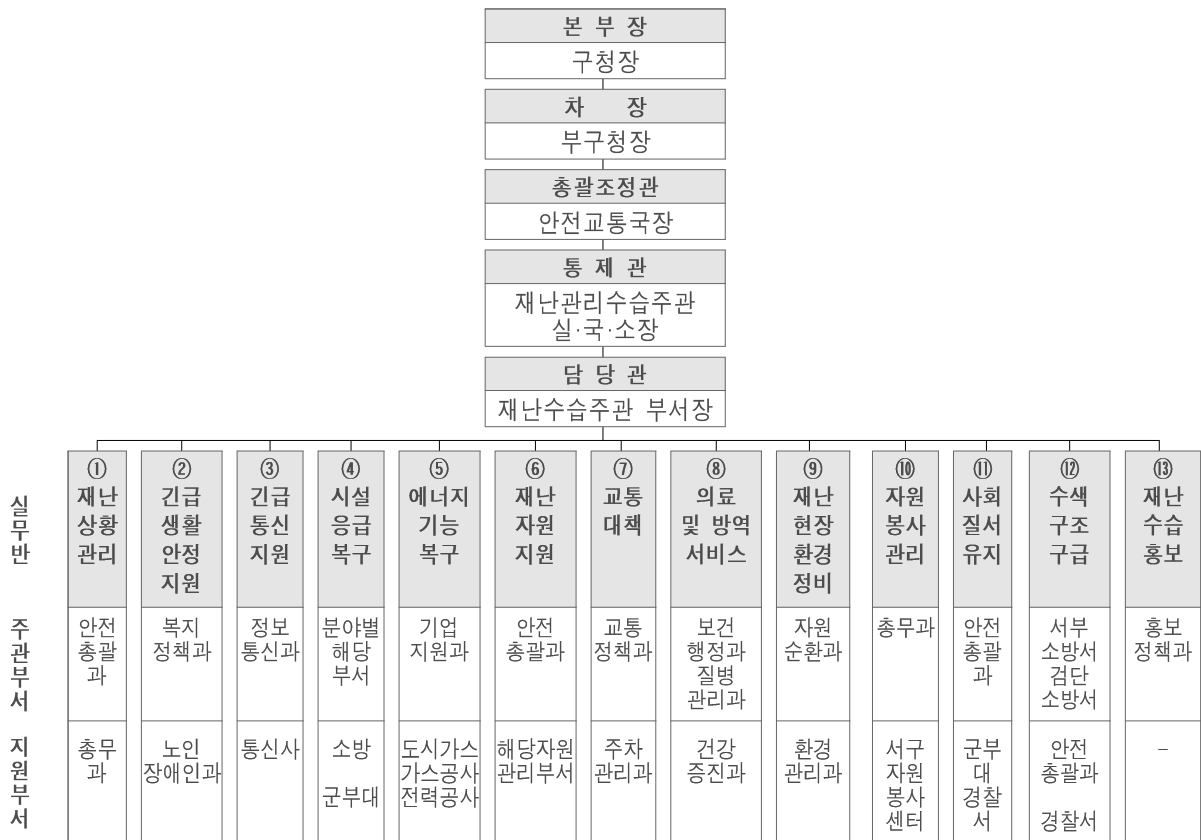 본 부 장
구청장
차 장
부구청장
총괄조정관
안전교통국장
통 제 관
재난관리수습주관
실·국·소장
담 당 관
재난수습주관 부서장
실무반
①
재난
상황
관리
②
긴급
생활
안정
지원
③
긴급
통신
지원
④
시설
응급
복구
⑤
에너지
기능
복구
⑥
재난
자원
지원
⑦
교통
대책
⑧
의료
및 방역
서비스
⑨
재난
현장
환경
정비
⑩
자원
봉사
관리
⑪
사회
질서
유지
⑫
수색
구조
구급
⑬
재난
수습
홍보
주관부서
안전
총괄
과
복지
정책과
정보
통신과
분야별
해당
부서
기업
지원과
안전
총괄과
교통
정책과
보건
행정과
질병
관리과
자원
순환과
총무과
안전
총괄
과
서부
소방서
검단
소방서
홍보
정책과
지원부서
총무
과
노인
장애인과
통신사
소방
군부대
도시가스
가스공사
전력공사
해당자원
관리부서
주차
관리과
건강
증진과
환경
관리과
서구
자원
봉사
센터
군부
대
경찰
서
안전
총괄과
경찰서
-